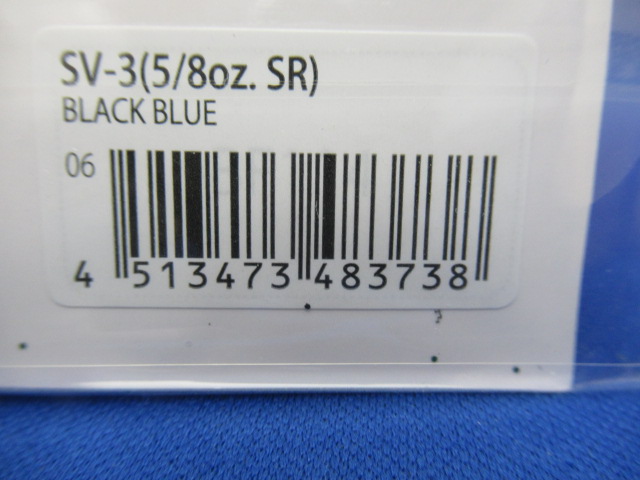 SV-3(5/8oz. SR)
BLACK BLUE
06
4 513473 483738